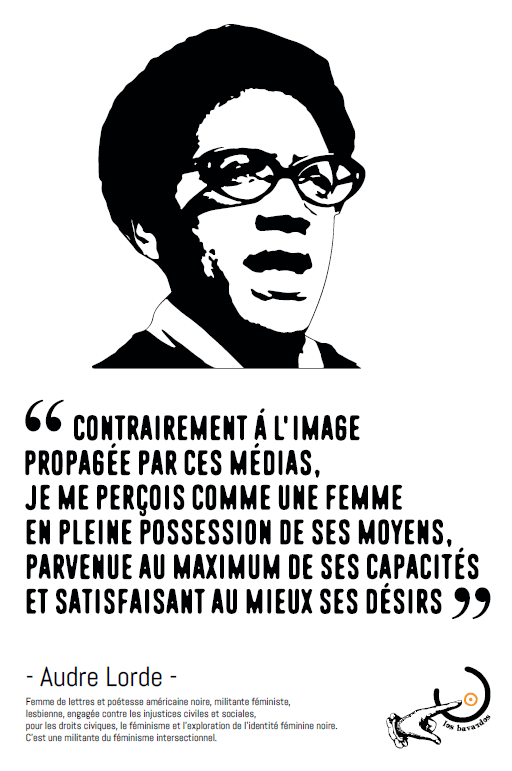 “ CONTRAIREMENT Á L'IMAGE
PROPAGÉE PAR CES MÉDIAS,
JE ME PERÇOIS COMME UNE FEMME
EN PLEINE POSSESSION DE SES MOYENS,
PARVENUE AU MAXIMUM DE SES CAPACITÉS
ET SATISFAISANT AU MIEUX SES DÉSIRS ”
- Audre Lorde -
Femme de lettres et poétesse américaine noire, militante féministe,
lesbienne, engagée contre les injustices civiles et sociales,
pour les droits civiques, le féminisme et l'exploration de l'identité féminine noire.
C'est une militante du féminisme intersectionnel.
los bavardos